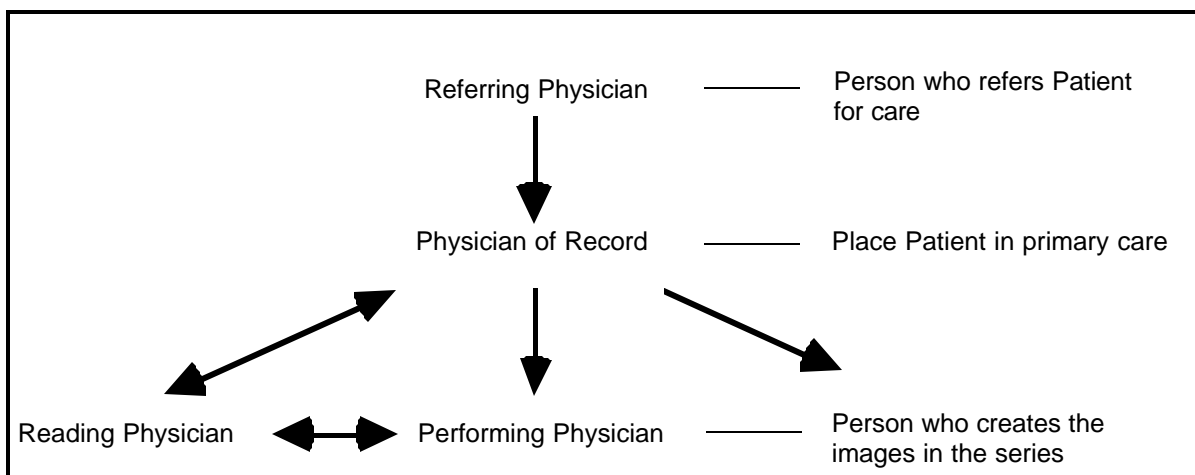 Referring Physician
Person who refers Patient
for care
Physician of Record
Place Patient in primary care
Reading Physician
Performing Physician
Person who creates the
images in the series